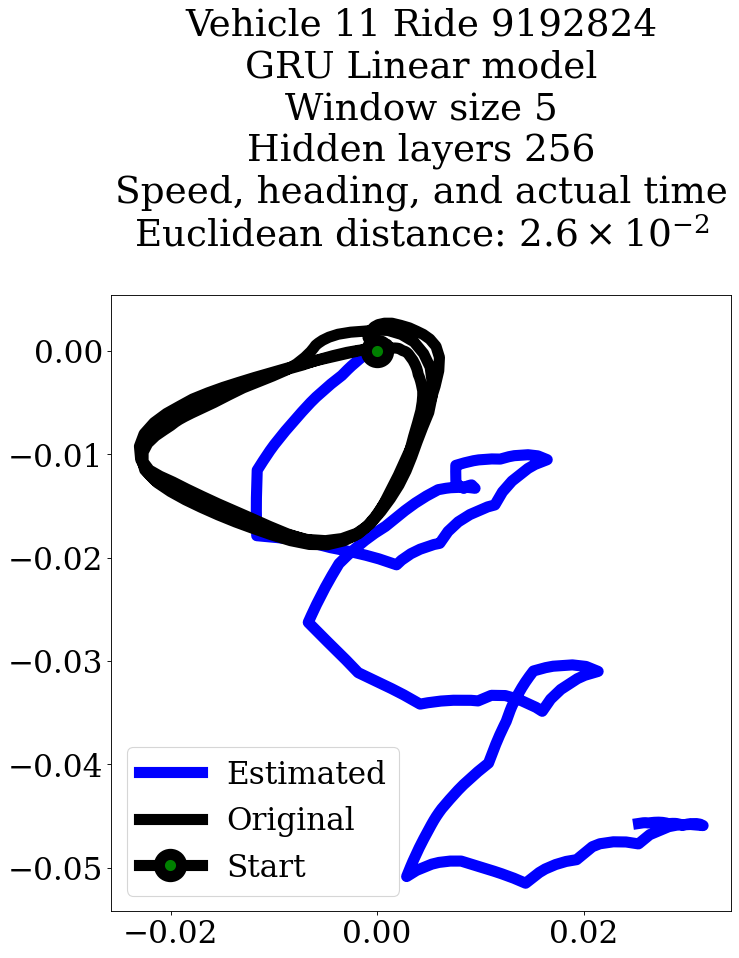 Vehicle 11 Ride 9192824
GRU Linear model
Window size 5
Hidden layers 256
Speed, heading, and actual time
Euclidean distance: 2.6 × 10⁻²
0.00
−0.01
−0.02
−0.03
−0.04
−0.05
Estimated
Original
Start
−0.02
0.00
0.02